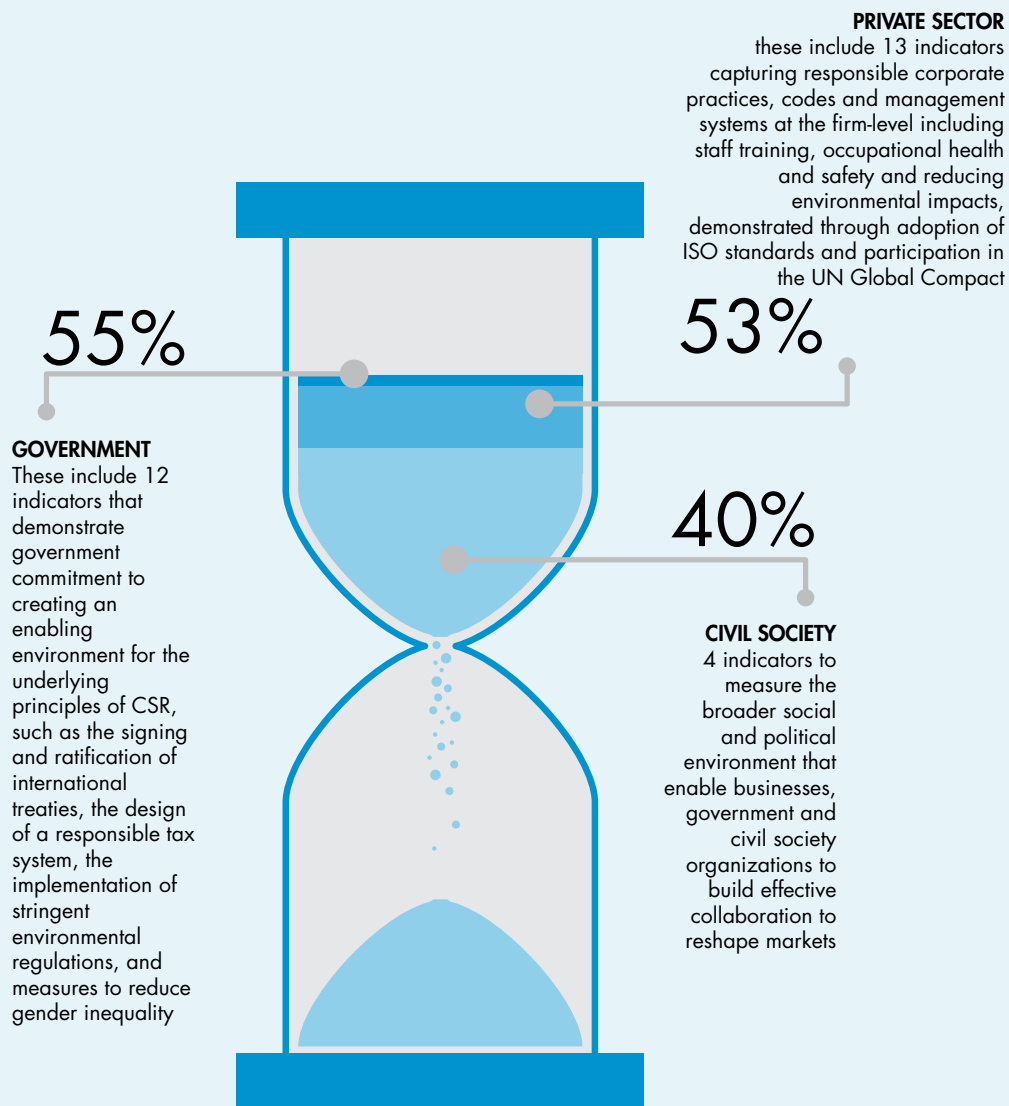 PRIVATE SECTOR
these include 13 indicators
capturing responsible corporate
practices, codes and management
systems at the firm-level including
staff training, occupational health
and safety and reducing
environmental impacts,
demonstrated through adoption of
ISO standards and participation in
the UN Global Compact
53%
55%
GOVERNMENT
These include 12
indicators that
demonstrate
government
commitment to
creating an
enabling
environment for the
underlying
principles of CSR,
such as the signing
and ratification of
international
treaties, the design
of a responsible tax
system, the
implementation of
stringent
environmental
regulations, and
measures to reduce
gender inequality
40%
CIVIL SOCIETY
4 indicators to
measure the
broader social
and political
environment that
enable businesses,
government and
civil society
organizations to
build effective
collaboration to
reshape markets